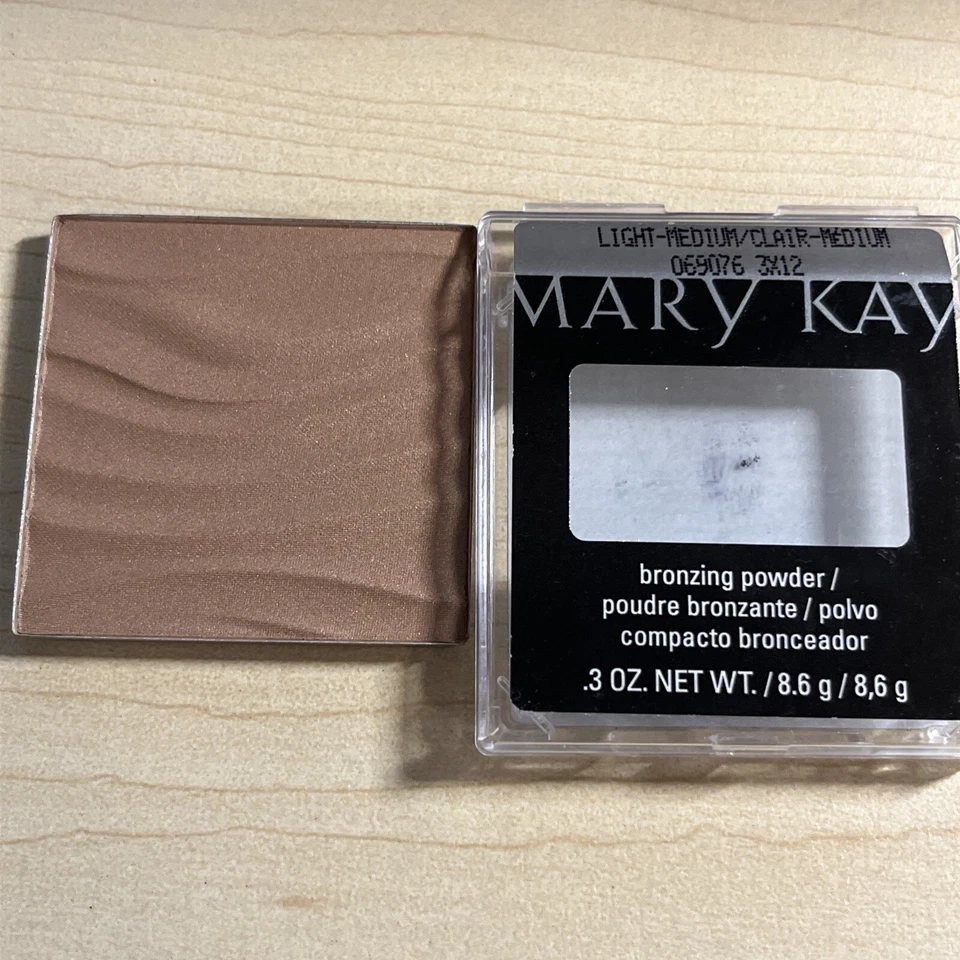 LIGHT-MEDIUM/CLAIR-MÉDIUM
069076 3X12
MARY KAY
bronzing powder /
poudre bronzante / polvo
compacto bronceador
.3 OZ. NET WT. / 8.6 g / 8,6 g